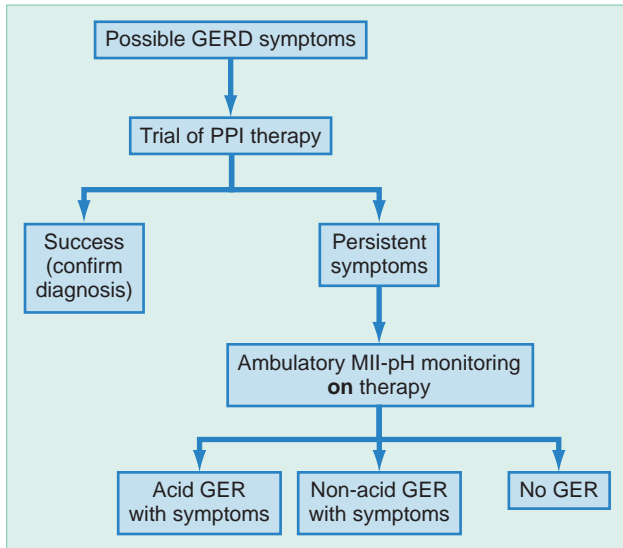 Possible GERD symptoms
Trial of PPI therapy
Success
(confirm
diagnosis)
Persistent
symptoms
Ambulatory MII-pH monitoring
on therapy
Acid GER
with symptoms
Non-acid GER
with symptoms
No GER